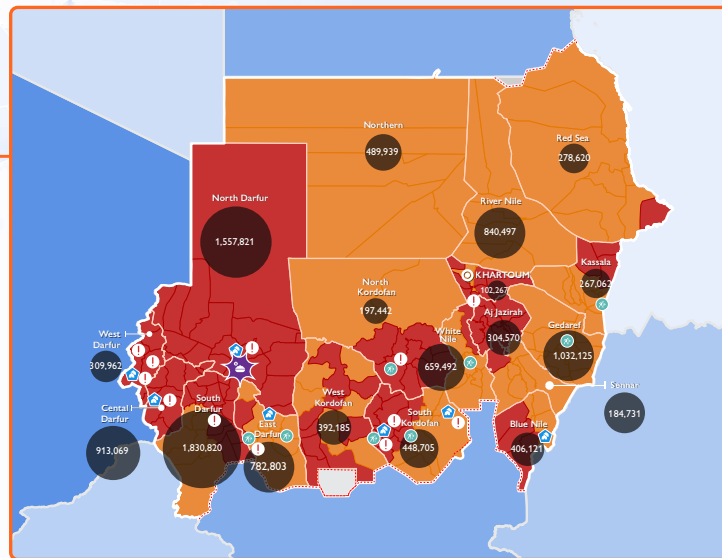 Northern
489,939
Red Sea
278,620
North Darfur
1,557,821
River Nile
840,497
Kassala
267,062
KHARTOUM
102,267
North
Kordofan
197,442
Aj Jazirah
304,570
Gedaref
1,032,125
White
Nile
659,492
West
Darfur
309,962
Cental
Darfur
913,069
South
Darfur
1,830,820
East
Darfur
782,803
West
Kordofan
392,185
South
Kordofan
448,705
Blue Nile
406,121
Sennar
184,731